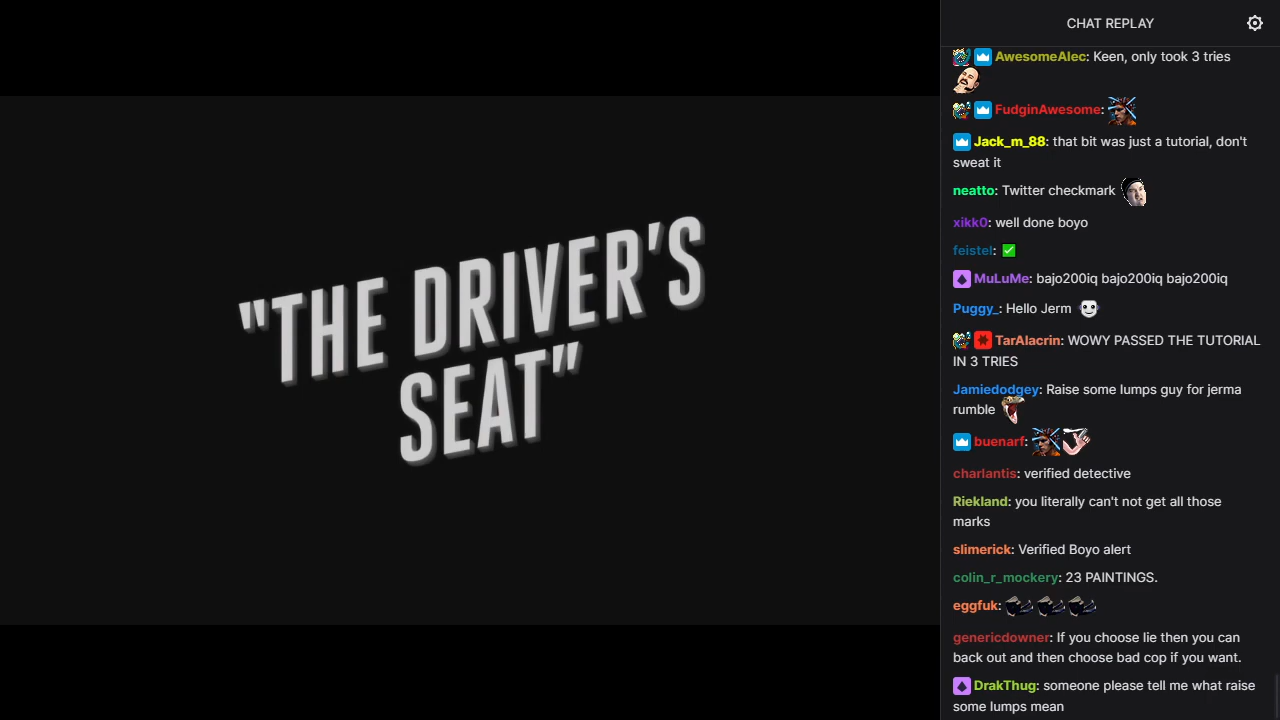 "THE DRIVER'S
SEAT"
CHAT REPLAY
AwesomeAlec: Keen, only took 3 tries
FudginAwesome:
Jack_m_88: that bit was just a tutorial, don't
sweat it
neatto: Twitter checkmark
xikk0: well done boyo
feistel: ✅
MuLuMe: bajo200iq bajo200iq bajo200iq
Puggy_: Hello Jerm
TarAlacrin: WOWY PASSED THE TUTORIAL
IN 3 TRIES
Jamiedodgey: Raise some lumps guy for jerma
rumble
buenarf:
charlantis: verified detective
Riekland: you literally can't not get all those
marks
slimerick: Verified Boyo alert
colin_r_mockery: 23 PAINTINGS.
eggfuk:
genericdowner: If you choose lie then you can
back out and then choose bad cop if you want.
DrakThug: someone please tell me what raise
some lumps mean